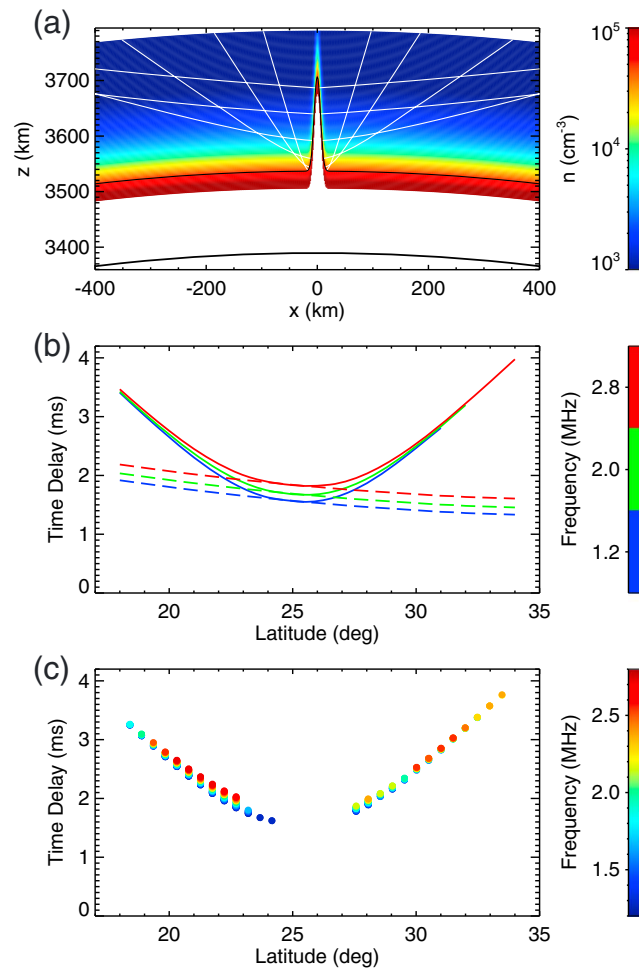 (a)
3700
3600
3500
3400
z (km)
-400 -200 0 200 400
x (km)
10^5
10^4
10^3
n (cm^-3)
(b)
4
3
2
1
0
Time Delay (ms)
20 25 30 35
Latitude (deg)
2.8
2.0
1.2
Frequency (MHz)
(c)
4
3
2
1
0
Time Delay (ms)
20 25 30 35
Latitude (deg)
2.5
2.0
1.5
Frequency (MHz)